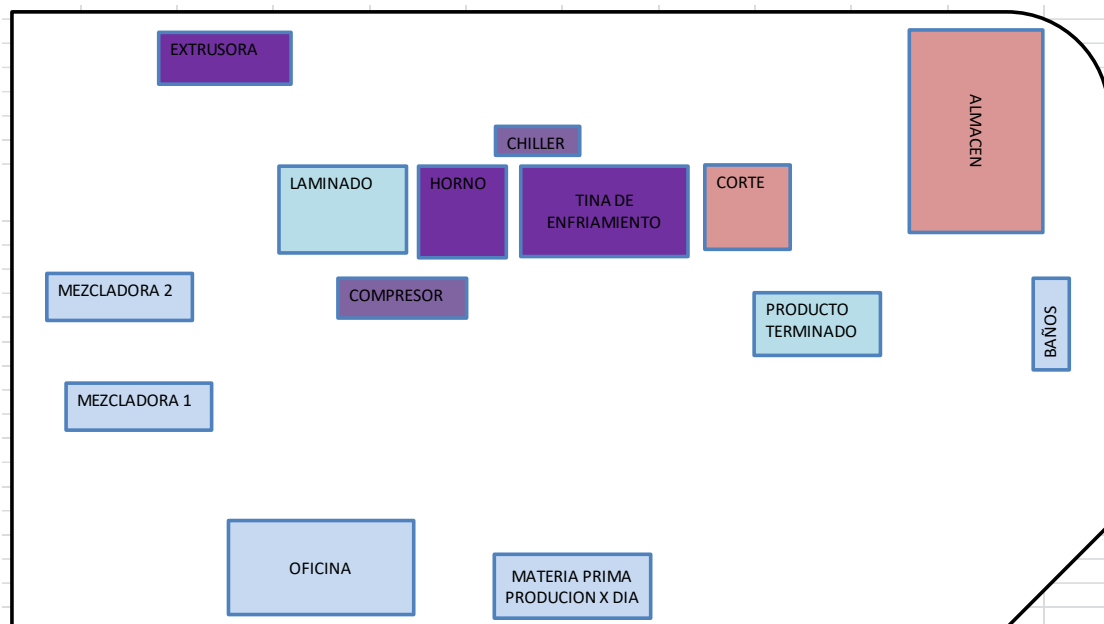 EXTRUSORA
ALMACEN
CHILLER
LAMINADO
HORNO
TINA DE
ENFRIAMIENTO
CORTE
MEZCLADORA 2
COMPRESOR
PRODUCTO
TERMINADO
BAÑOS
MEZCLADORA 1
OFICINA
MATERIA PRIMA
PRODUCION X DIA